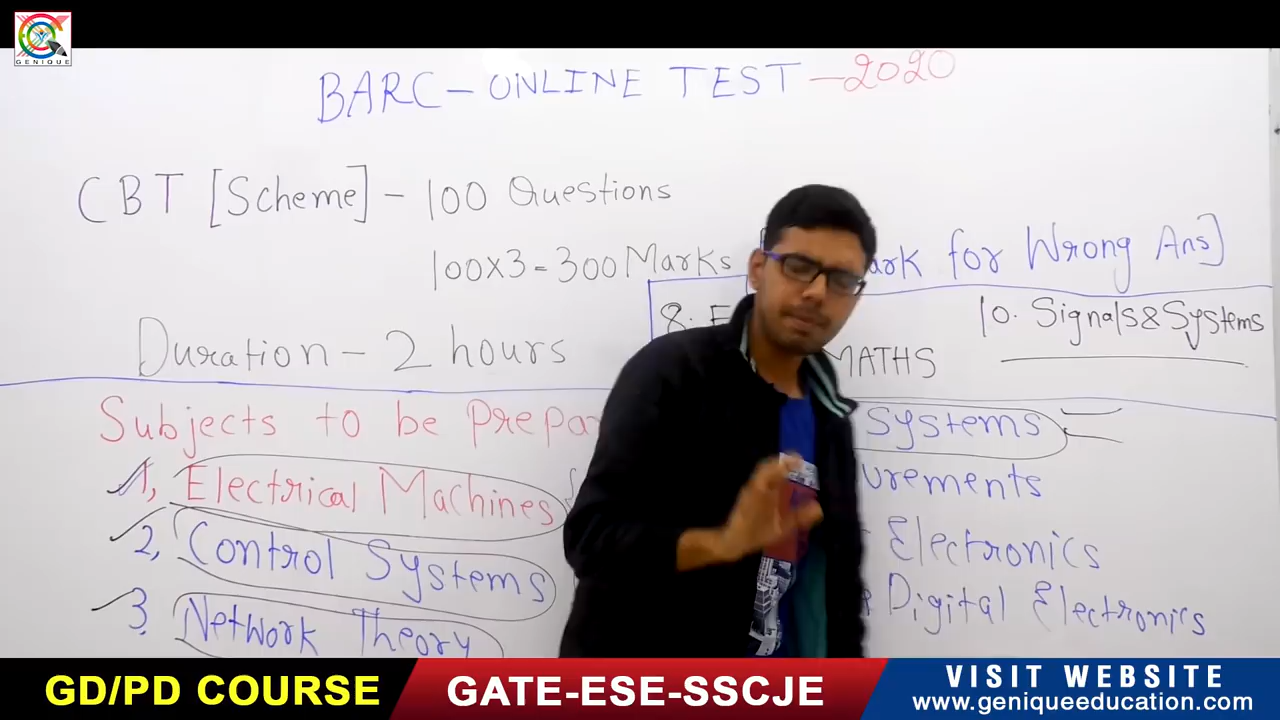 GENIQUE
BARC - ONLINE TEST - 2020
CBT [Scheme] - 100 Questions
100x3 = 300 Marks
ark for Wrong Ans]
Duration - 2 hours
8. E
MATHS
10. Signals & Systems
Subjects to be Prepa
1, Electrical Machines
2, Control Systems
3, Network Theory
Systems
urements
Electronics
Digital Electronics
GD/PD COURSE
GATE-ESE-SSCJE
VISIT WEBSITE
www.geniqueeducation.com